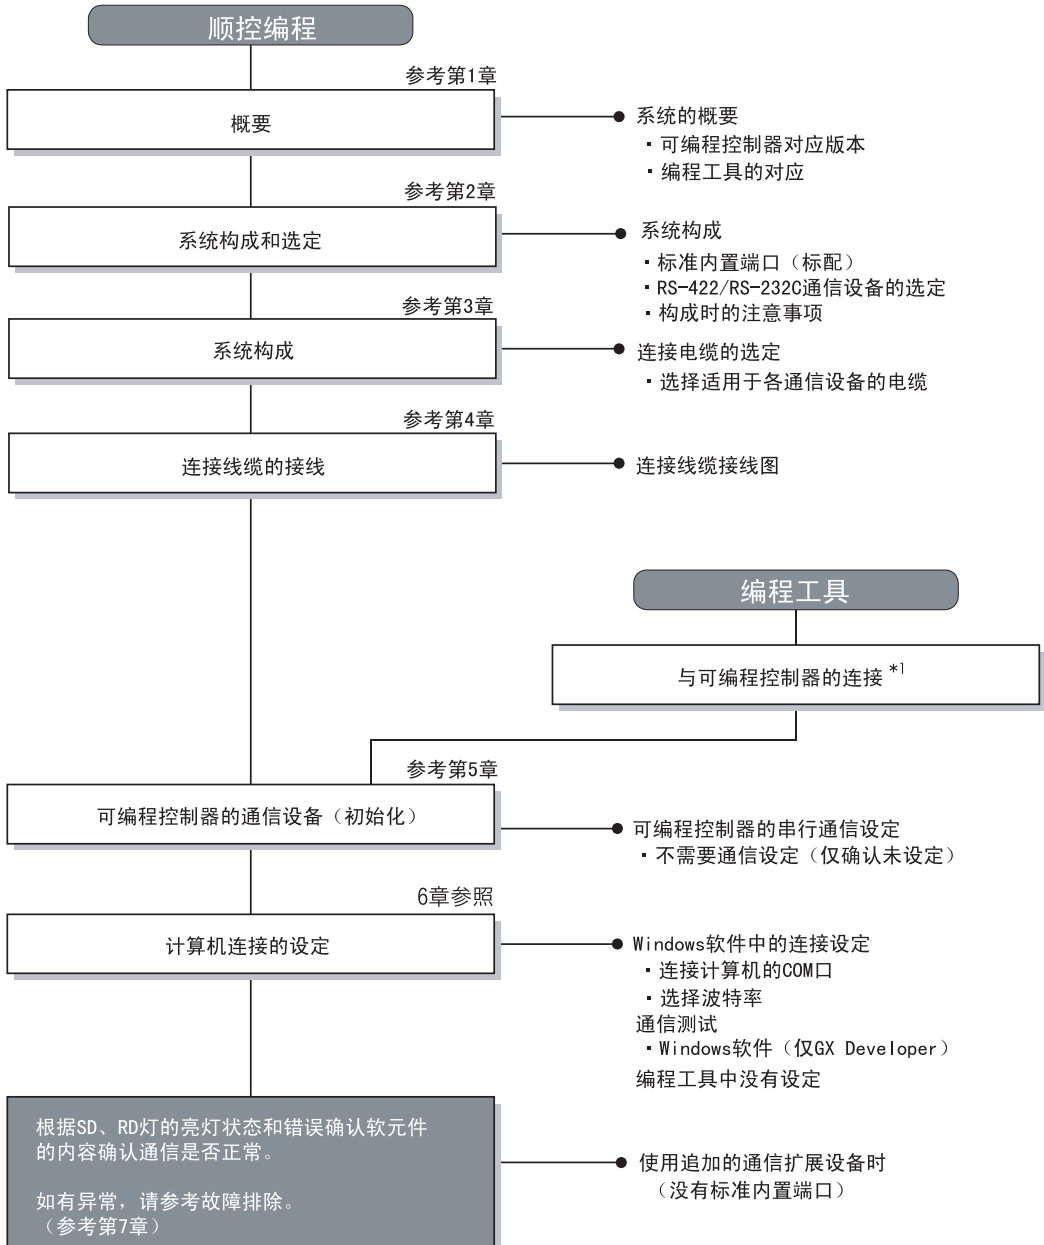 顺控编程
参考第1章
概要
系统的概要
・可编程控制器对应版本
・编程工具的对应
参考第2章
系统构成和选定
系统构成
・标准内置端口（标配）
・RS-422/RS-232C通信设备的选定
・构成时的注意事项
参考第3章
系统构成
连接电缆的选定
・选择适用于各通信设备的电缆
参考第4章
连接线缆的接线
连接线缆接线图
编程工具
与可编程控制器的连接 *1
参考第5章
可编程控制器的通信设备（初始化）
可编程控制器的串行通信设定
・不需要通信设定（仅确认未设定）
6章参照
计算机连接的设定
Windows软件中的连接设定
・连接计算机的COM口
・选择波特率
通信测试
・Windows软件（仅GX Developer）
编程工具中没有设定
根据SD、RD灯的亮灯状态和错误确认软元件
的内容确认通信是否正常。
如有异常，请参考故障排除。
（参考第7章）
使用追加的通信扩展设备时
（没有标准内置端口）